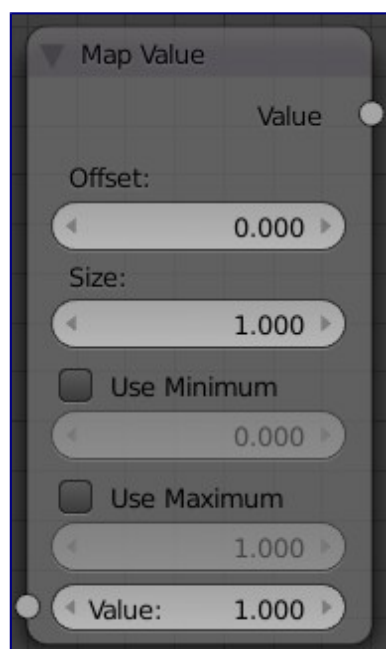 Map Value
Value
Offset:
0.000
Size:
1.000
Use Minimum
0.000
Use Maximum
1.000
Value: 1.000